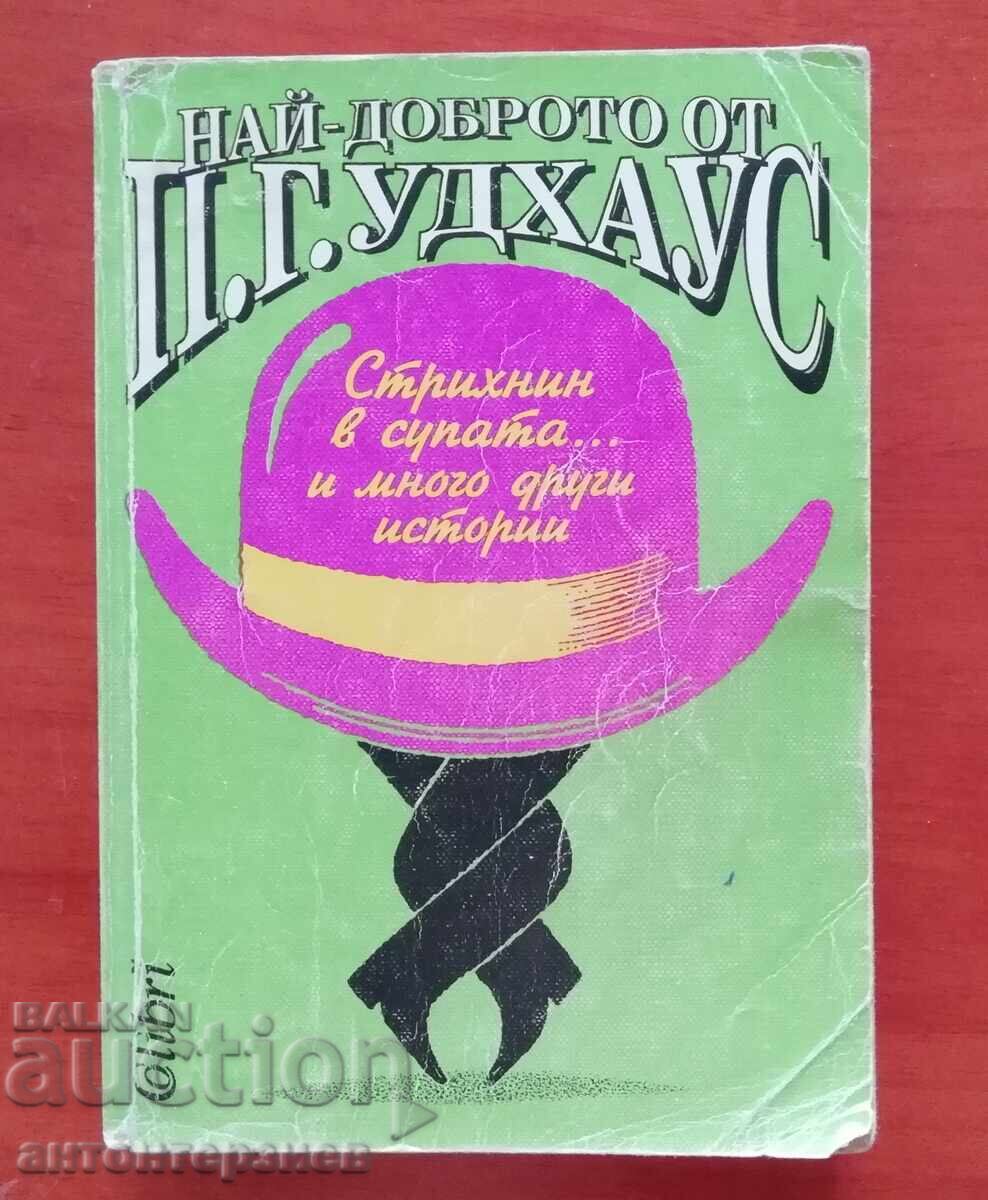 НАЙ-ДОБРОТО ОТ
П.Г. УДХАУС
Стрихнин
в супата...
и много други
истории
Colibri
BALKAN
auction
антонтерзиев